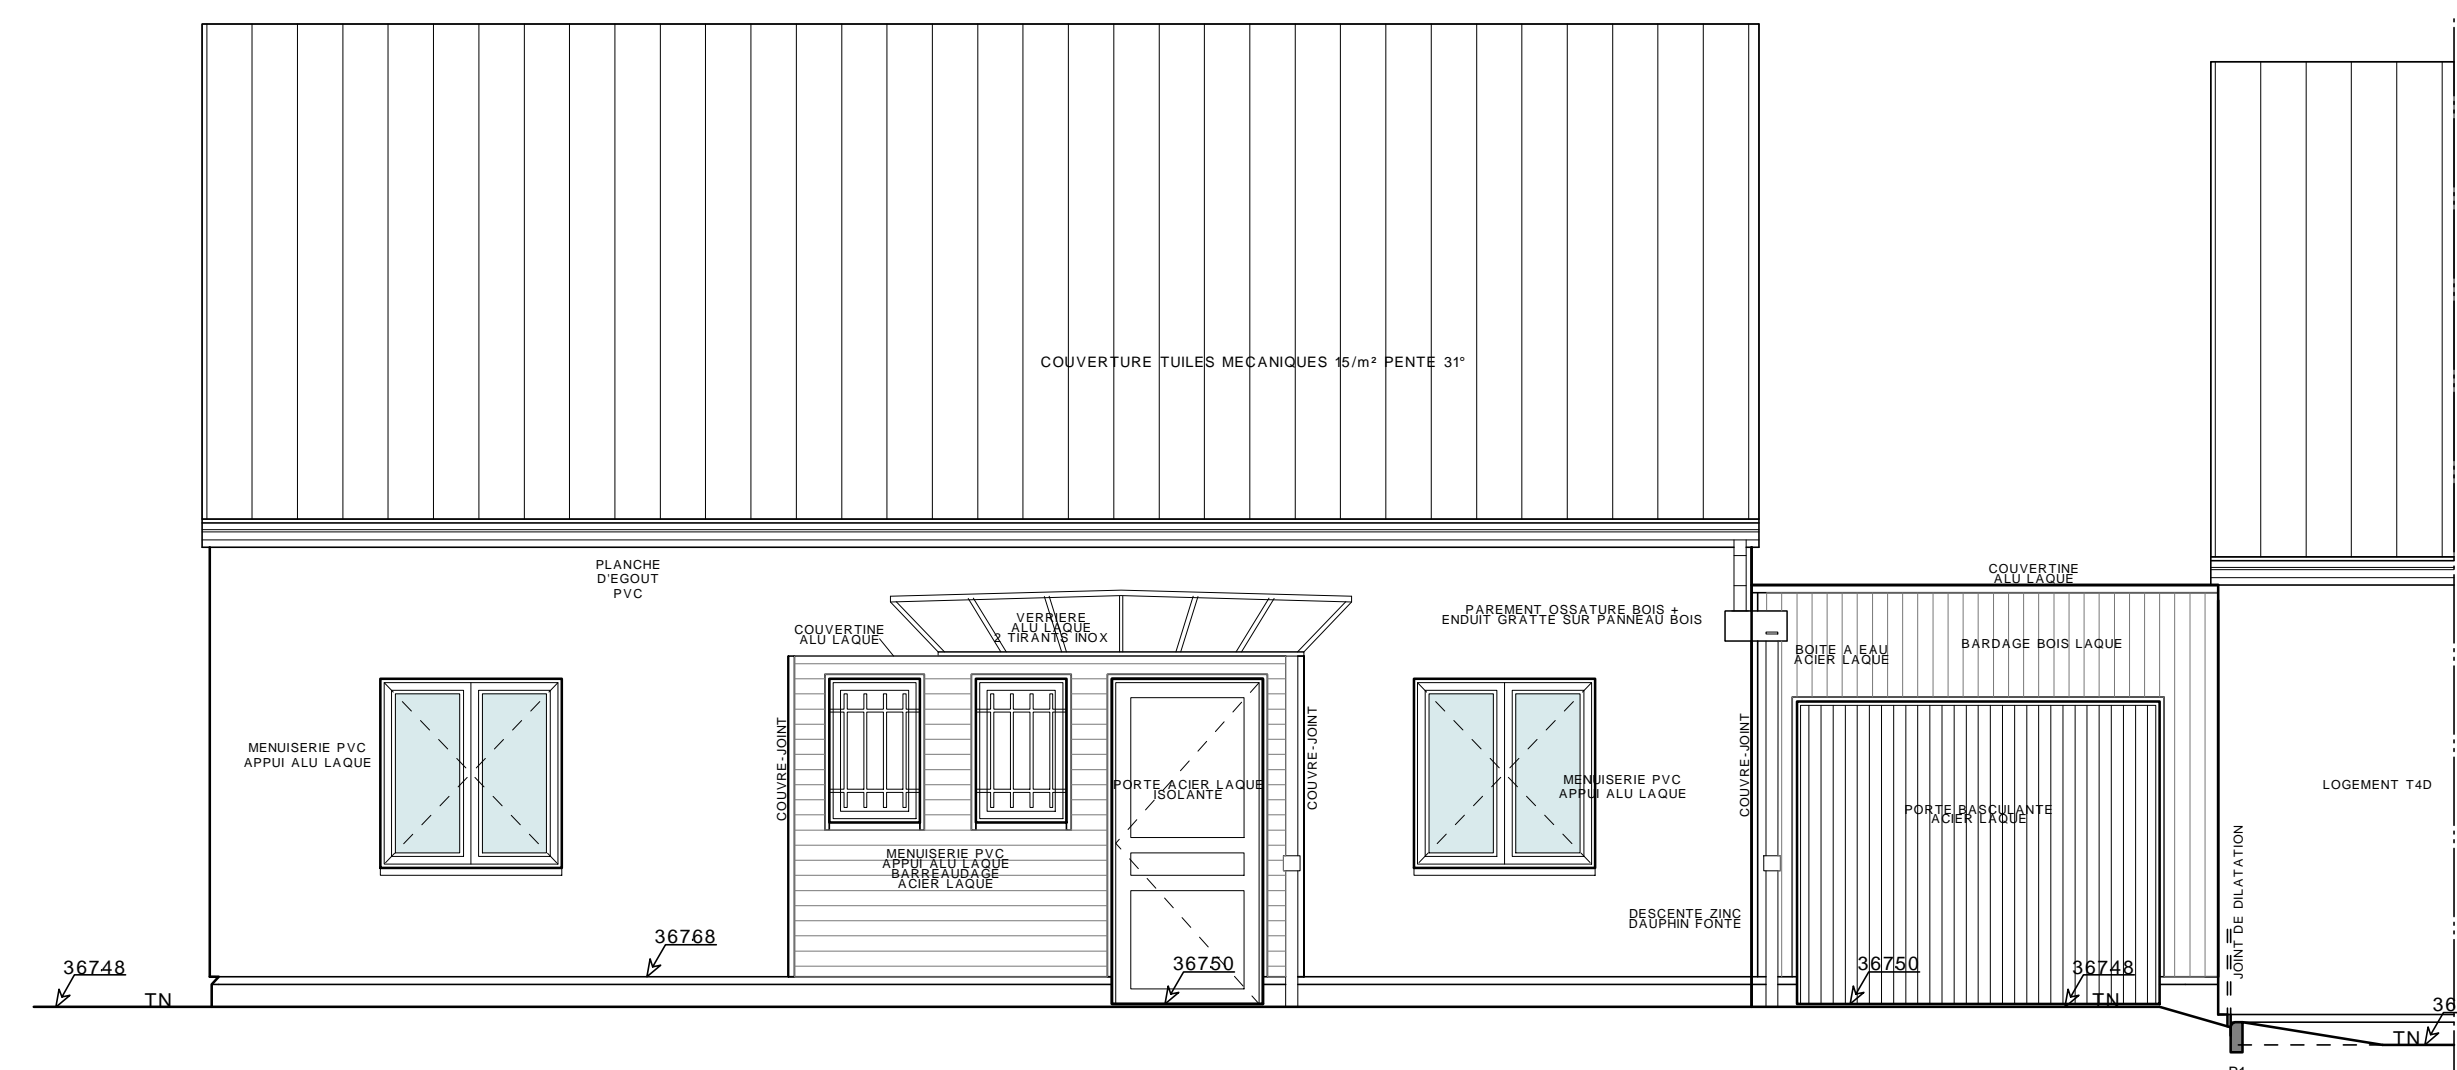 COUVERTURE TUILES MECANIQUES 15/m² PENTE 31°
PLANCHE
D'EGOUT
PVC
COUVERTINE
ALU LAQUE
VERRIERE
ALU LAQUE
2 TIRANTS INOX
PAREMENT OSSATURE BOIS +
ENDUIT GRATTE SUR PANNEAU BOIS
COUVERTINE
ALU LAQUE
BOITE A EAU
ACIER LAQUE
BARDAGE BOIS LAQUE
MENUISERIE PVC
APPUI ALU LAQUE
COUVRE-JOINT
PORTE ACIER LAQUE
ISOLANTE
COUVRE-JOINT
MENUISERIE PVC
APPUI ALU LAQUE
COUVRE-JOINT
PORTE BASCULANTE
ACIER LAQUE
LOGEMENT T4D
MENUISERIE PVC
APPUI ALU LAQUE
BARREAUDAGE
ACIER LAQUE
DESCENTE ZINC
DAUPHIN FONTE
JOINT DE DILATATION
36748
TN
36768
36750
36750
36748
TN
36
TN